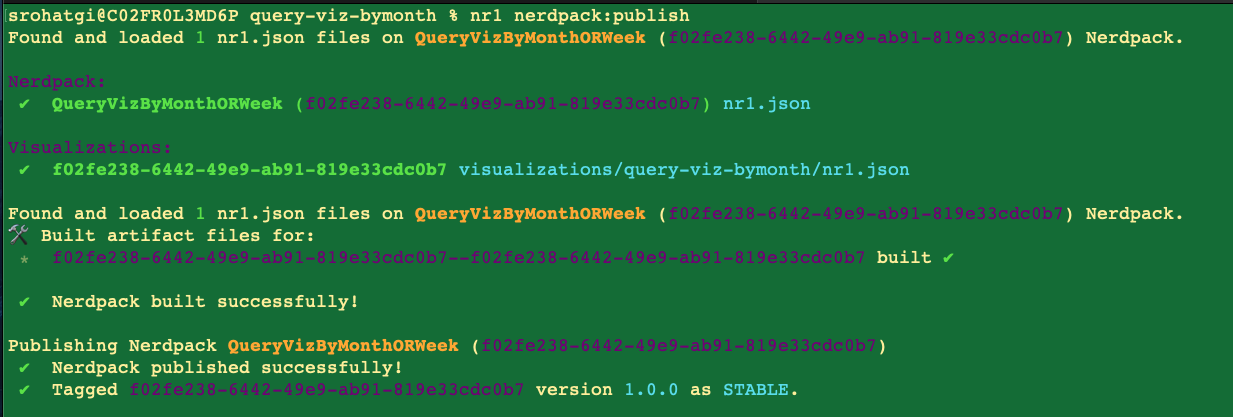 srohatgi@C02FR0L3MD6P query-viz-bymonth % nr1 nerdpack:publish
Found and loaded 1 nr1.json files on QueryVizByMonthORWeek (f02fe238-6442-49e9-ab91-819e33cdc0b7) Nerdpack.
Nerdpack:
✔ QueryVizByMonthORWeek (f02fe238-6442-49e9-ab91-819e33cdc0b7) nr1.json
Visualizations:
✔ f02fe238-6442-49e9-ab91-819e33cdc0b7 visualizations/query-viz-bymonth/nr1.json
Found and loaded 1 nr1.json files on QueryVizByMonthORWeek (f02fe238-6442-49e9-ab91-819e33cdc0b7) Nerdpack.
🛠 Built artifact files for:
* f02fe238-6442-49e9-ab91-819e33cdc0b7--f02fe238-6442-49e9-ab91-819e33cdc0b7 built ✔
✔ Nerdpack built successfully!
Publishing Nerdpack QueryVizByMonthORWeek (f02fe238-6442-49e9-ab91-819e33cdc0b7)
✔ Nerdpack published successfully!
✔ Tagged f02fe238-6442-49e9-ab91-819e33cdc0b7 version 1.0.0 as STABLE.